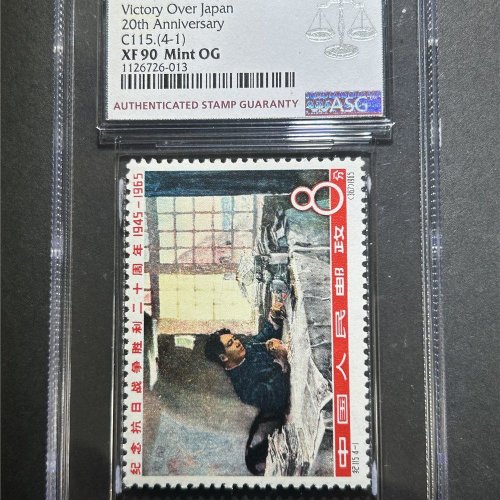 Victory Over Japan
20th Anniversary
C115.(4-1)
XF 90 Mint OG
1126726-013
AUTHENTICATED STAMP GUARANTY
ASG
纪念抗日战争胜利二十周年 1945-1965
8分
中国人民邮政
纪115.4-1